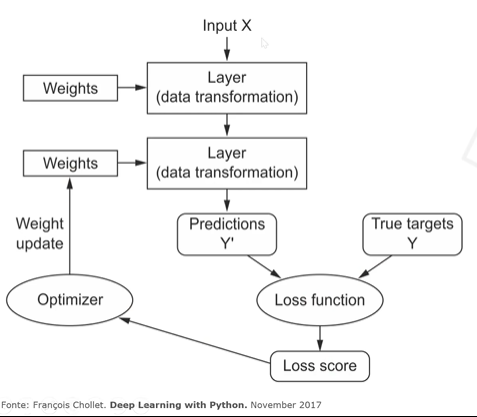 Input X
Weights
Layer
(data transformation)
Weights
Layer
(data transformation)
Weight
update
Predictions
Y'
True targets
Y
Optimizer
Loss function
Loss score
Fonte: François Chollet. Deep Learning with Python. November 2017